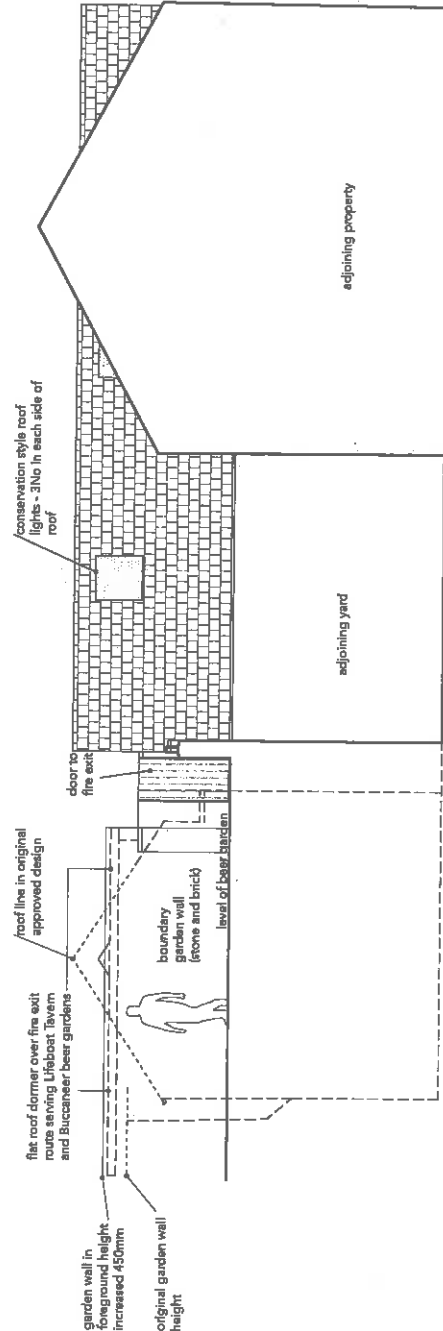 garden wall in
foreground height
increased 450mm
original garden wall
height
flat roof dormer over fire exit
route serving Lifeboat Tavern
and Buccaneer beer gardens
roof line in original
approved design
boundary
garden wall
(stone and brick)
level of beer garden
door to
fire exit
conservation style roof
lights - 3No in each side of
roof
adjoining yard
adjoining property